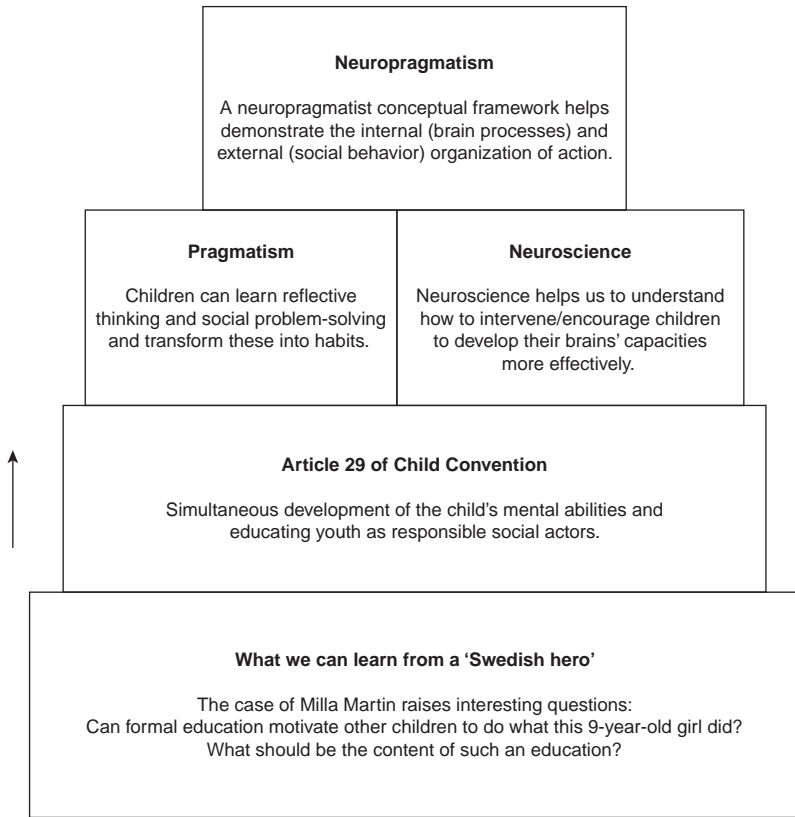 Neuropragmatism
A neuropragmatist conceptual framework helps
demonstrate the internal (brain processes) and
external (social behavior) organization of action.
Pragmatism
Children can learn reflective
thinking and social problem-solving
and transform these into habits.
Neuroscience
Neuroscience helps us to understand
how to intervene/encourage children
to develop their brains’ capacities
more effectively.
Article 29 of Child Convention
Simultaneous development of the child’s mental abilities and
educating youth as responsible social actors.
What we can learn from a ‘Swedish hero’
The case of Milla Martin raises interesting questions:
Can formal education motivate other children to do what this 9-year-old girl did?
What should be the content of such an education?